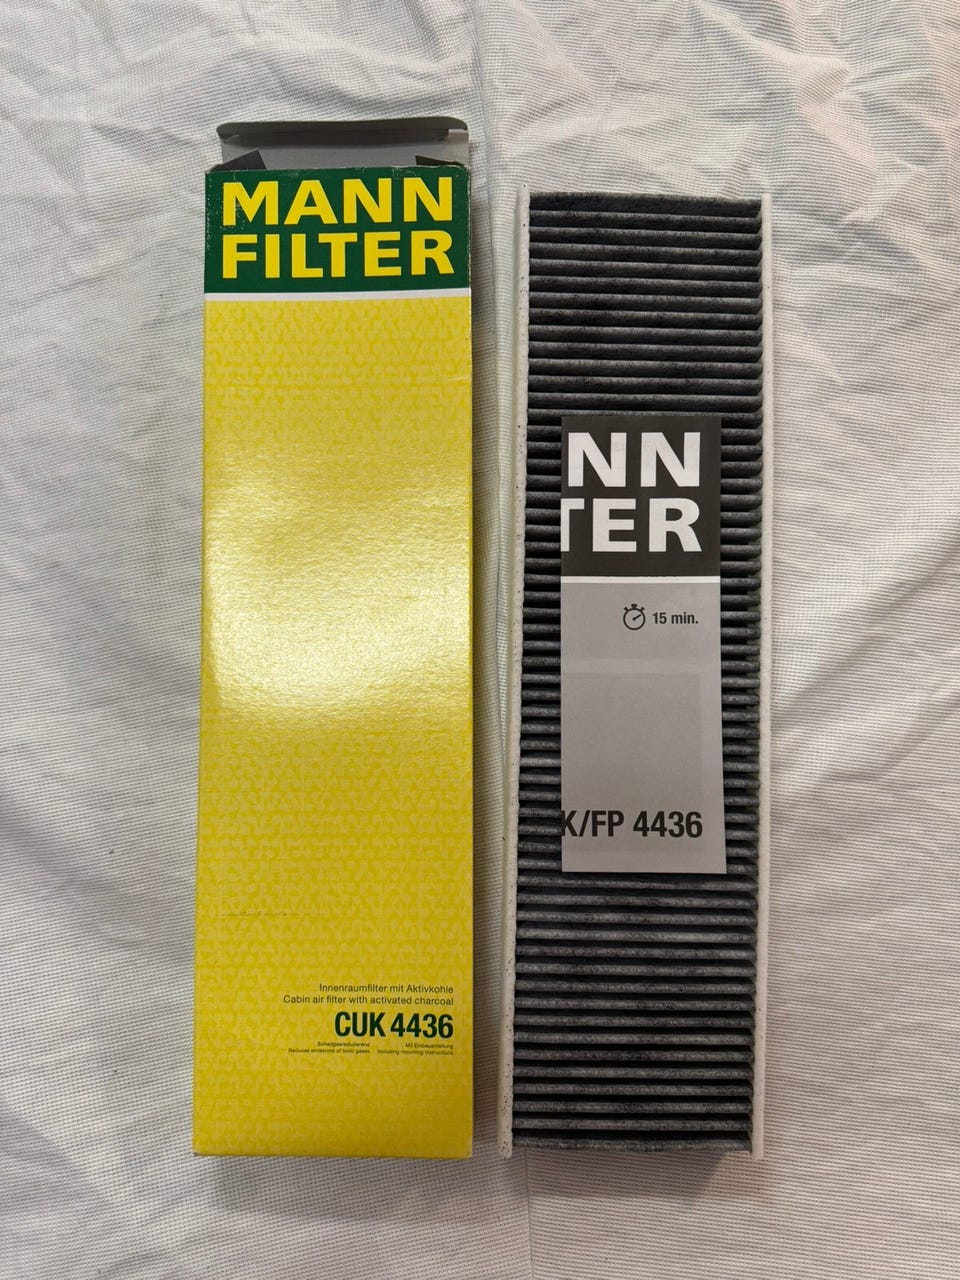 MANN
FILTER
Innenraumfilter mit Aktivkohle
Cabin air filter with activated charcoal
CUK 4436
Schadgasreduzierend
Reduces emissions of toxic gases
Mit Einbauanleitung
Including mounting instructions
NN
TER
15 min.
K/FP 4436